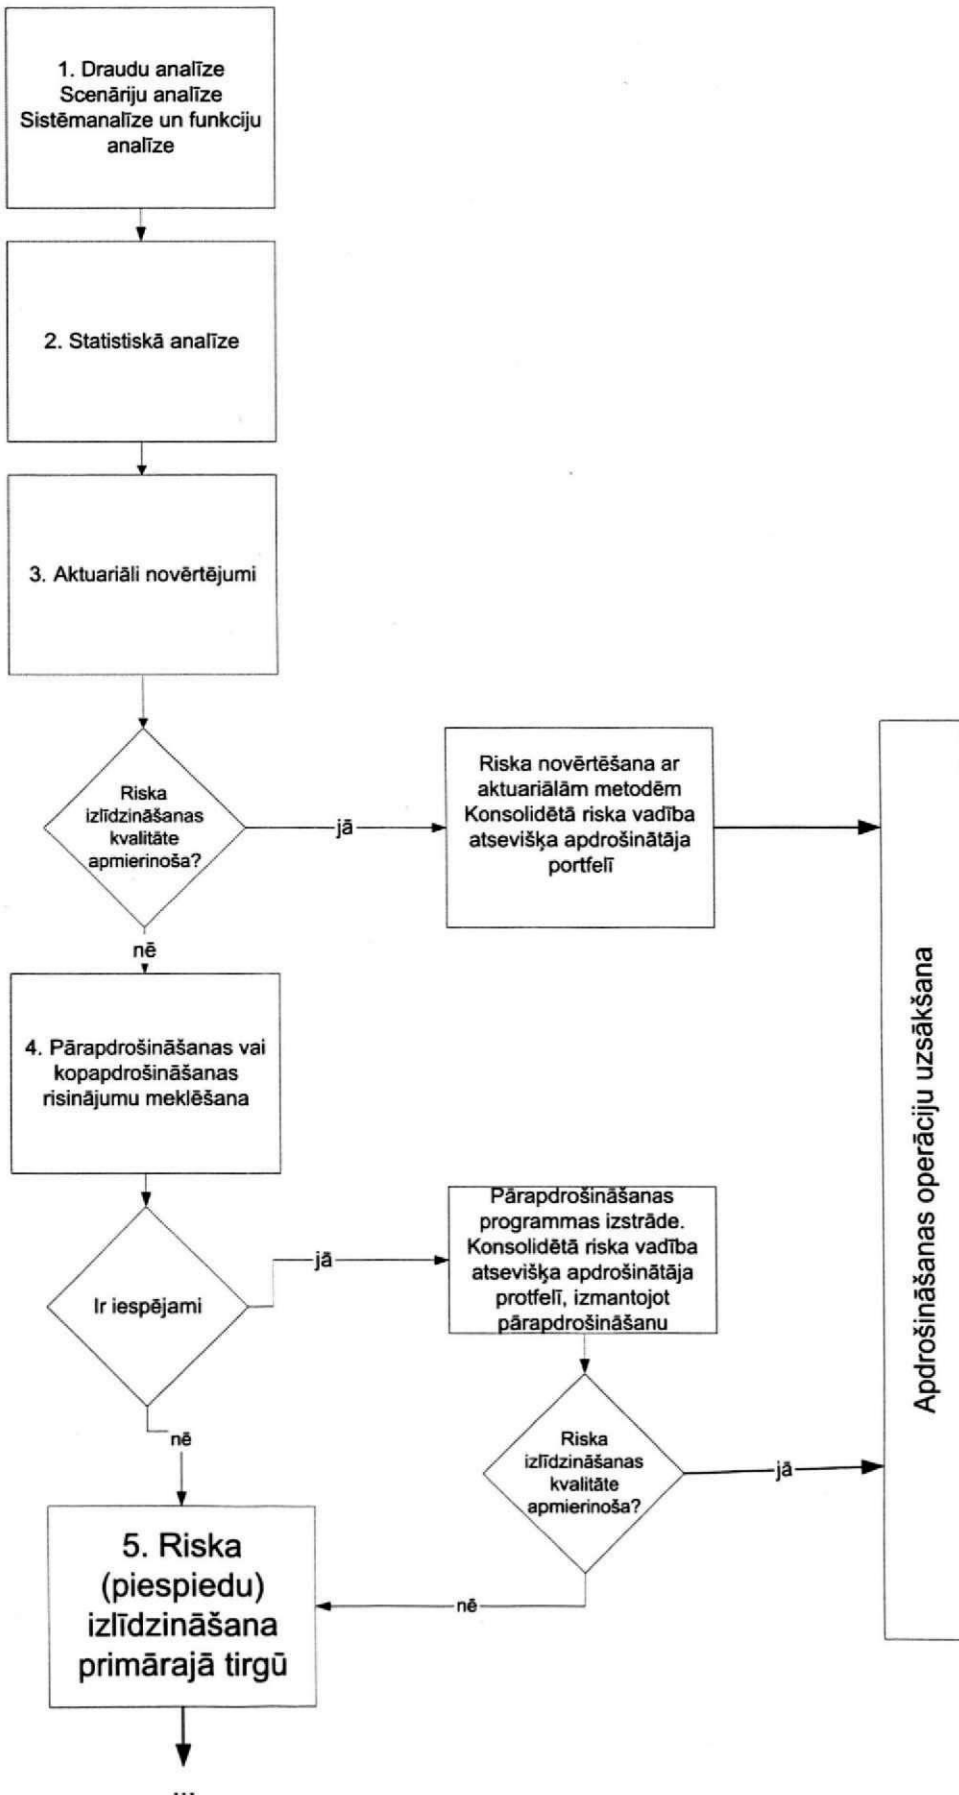 1. Draudu analīze
Scenāriju analīze
Sistēmanalīze un funkciju
analīze
2. Statistiskā analīze
3. Aktuariāli novērtējumi
Riska
izlīdzināšanas
kvalitāte
apmierinoša?
jā
Riska novērtēšana ar
aktuariālām metodēm
Konsolidētā riska vadība
atsevišķa apdrošinātāja
portfelī
nē
4. Pārapdrošināšanas vai
kopapdrošināšanas
risinājumu meklēšana
Ir iespējami
jā
Pārapdrošināšanas
programmas izstrāde.
Konsolidētā riska vadība
atsevišķa apdrošinātāja
protfelī, izmantojot
pārapdrošināšanu
nē
Riska
izlīdzināšanas
kvalitāte
apmierinoša?
jā
nē
5. Riska
(piespiedu)
izlīdzināšana
primārajā tirgū
...
Apdrošināšanas operāciju uzsākšana